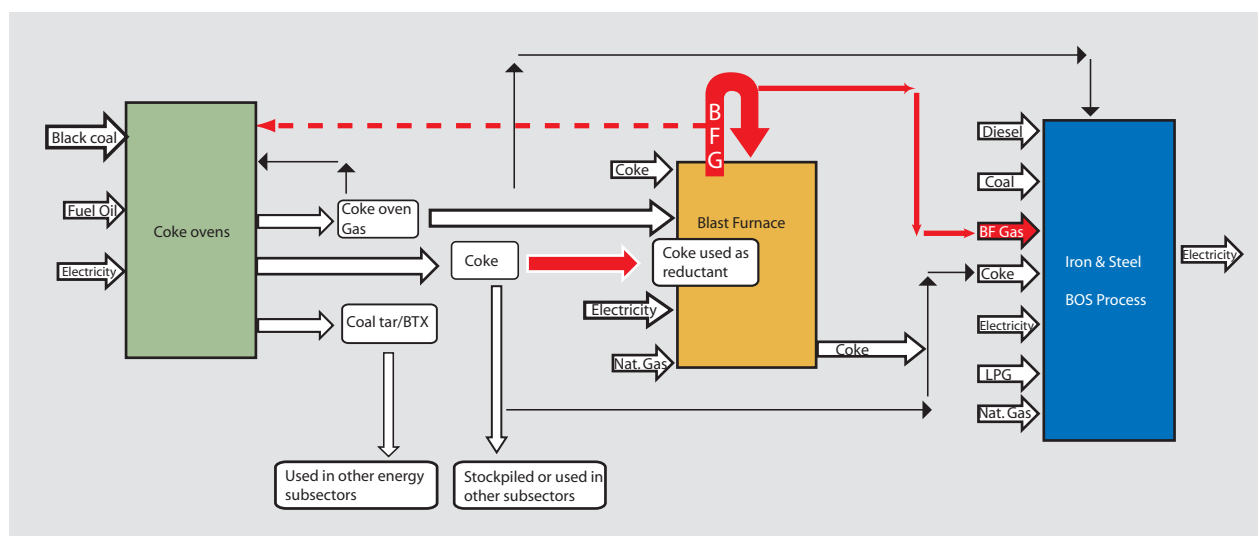 Black coal
Fuel Oil
Electricity
Coke ovens
Coke oven
Gas
Coke
Coal tar/BTX
Used in other energy
subsectors
Stockpiled or used in
other subsectors
BFG
Coke
Blast Furnace
Coke used as
reductant
Electricity
Nat. Gas
Coke
Diesel
Coal
BF Gas
Coke
Electricity
LPG
Nat. Gas
Iron & Steel
BOS Process
Electricity